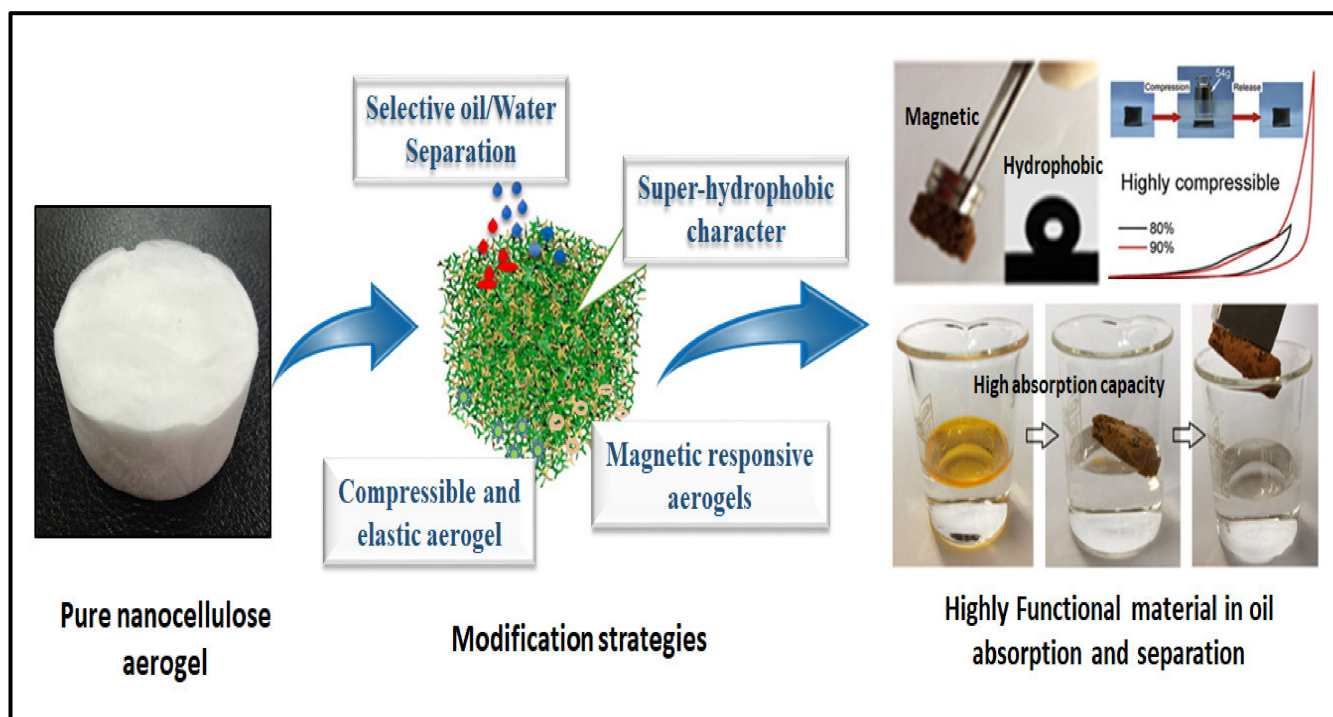 Selective oil/Water
Separation
Super-hydrophobic
character
Compressible and
elastic aerogel
Magnetic responsive
aerogels
Pure nanocellulose
aerogel
Modification strategies
Magnetic
Hydrophobic
Compression
54g
Release
Highly compressible
80%
90%
High absorption capacity
Highly Functional material in oil
absorption and separation